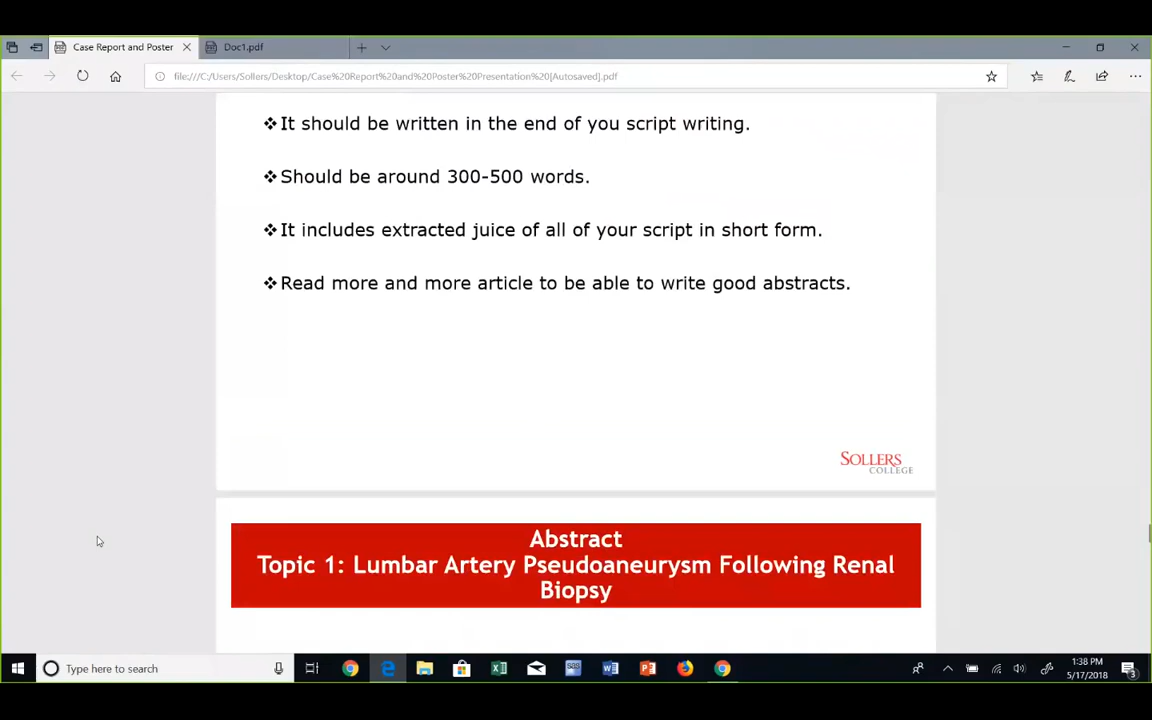 Case Report and Poster
Doc1.pdf
file:///C:/Users/Sollers/Desktop/Case%20Report%20and%20Poster%20Presentation%20[Autosaved].pdf
❖It should be written in the end of you script writing.
❖Should be around 300-500 words.
❖It includes extracted juice of all of your script in short form.
❖Read more and more article to be able to write good abstracts.
SOLLERS
COLLEGE
Abstract
Topic 1: Lumbar Artery Pseudoaneurysm Following Renal
Biopsy
Type here to search
1:38 PM
5/17/2018
3